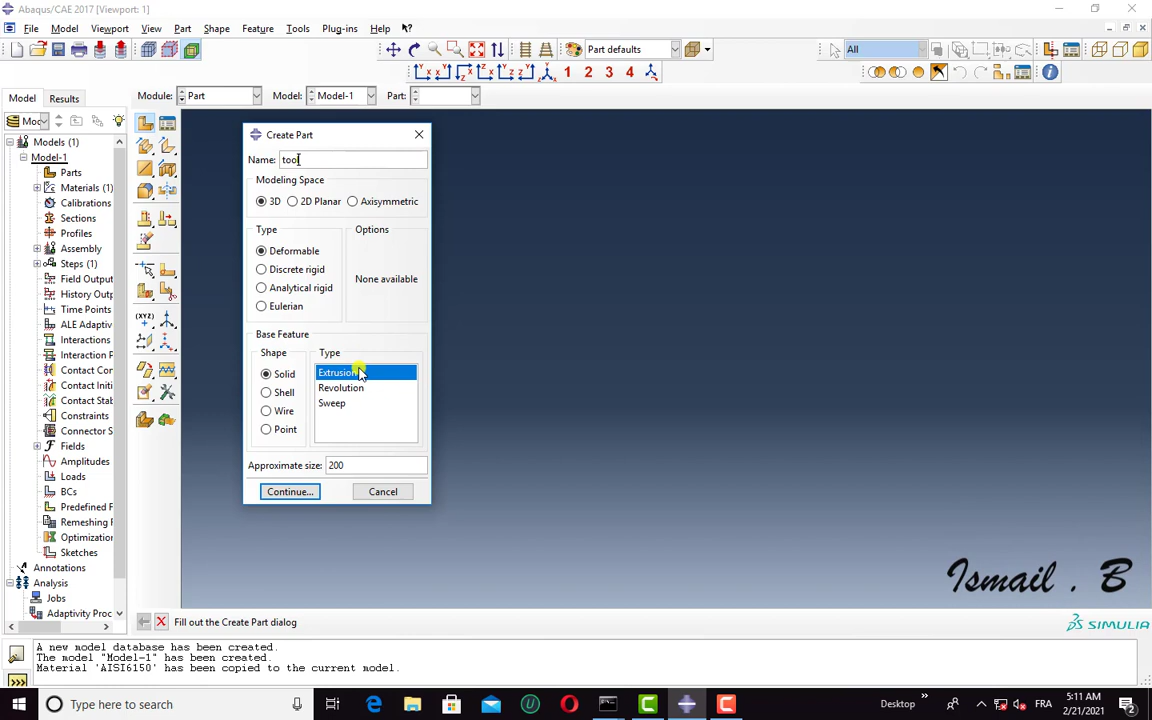 Abaqus/CAE 2017 [Viewport: 1]
File Model Viewport View Part Shape Feature Tools Plug-ins Help
Part defaults
All
1 2 3 4
Model Results
Module: Part Model: Model-1 Part:
Models (1)
Model-1
Parts
Materials (1)
Calibrations
Sections
Profiles
Assembly
Steps (1)
Field Output
History Outp
Time Points
ALE Adaptiv
Interactions
Interaction P
Contact Con
Contact Initi
Contact Stab
Constraints
Connector S
Fields
Amplitudes
Loads
BCs
Predefined F
Remeshing F
Optimization
Sketches
Annotations
Analysis
Jobs
Adaptivity Proc
Create Part
Name: tool
Modeling Space
3D 2D Planar Axisymmetric
Type
Deformable
Discrete rigid
Analytical rigid
Eulerian
Options
None available
Base Feature
Shape
Solid
Shell
Wire
Point
Type
Extrusion
Revolution
Sweep
Approximate size: 200
Continue... Cancel
Ismail . B
Fill out the Create Part dialog
SIMULIA
A new model database has been created.
The model "Model-1" has been created.
Material 'AISI6150' has been copied to the current model.
Type here to search
Desktop
FRA
5:11 AM
2/21/2021
2